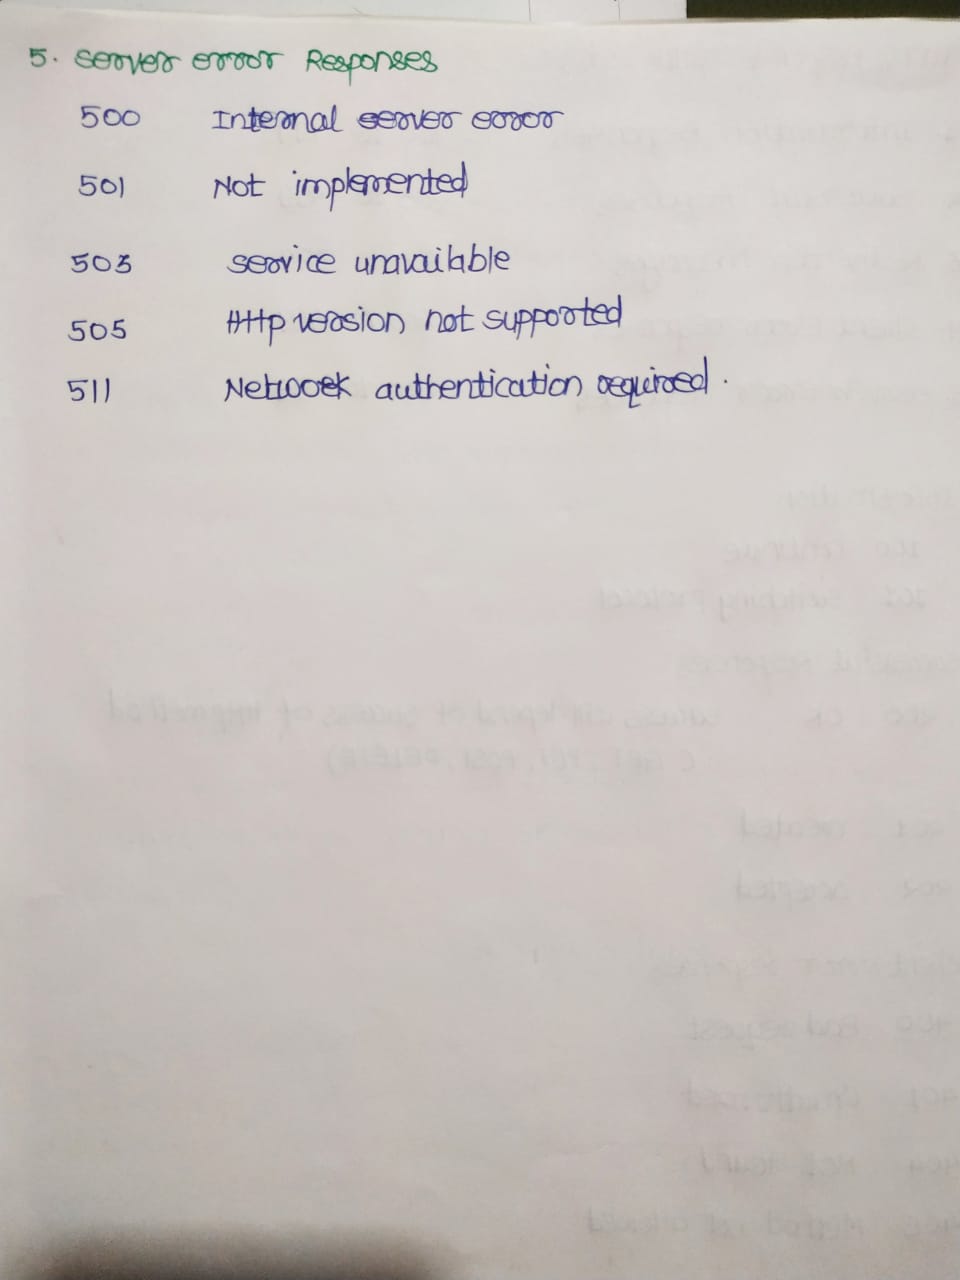 5. Server error Responses
500 Internal server error
501 Not implemented
503 service unavailable
505 Http version not supported
511 Network authentication required.